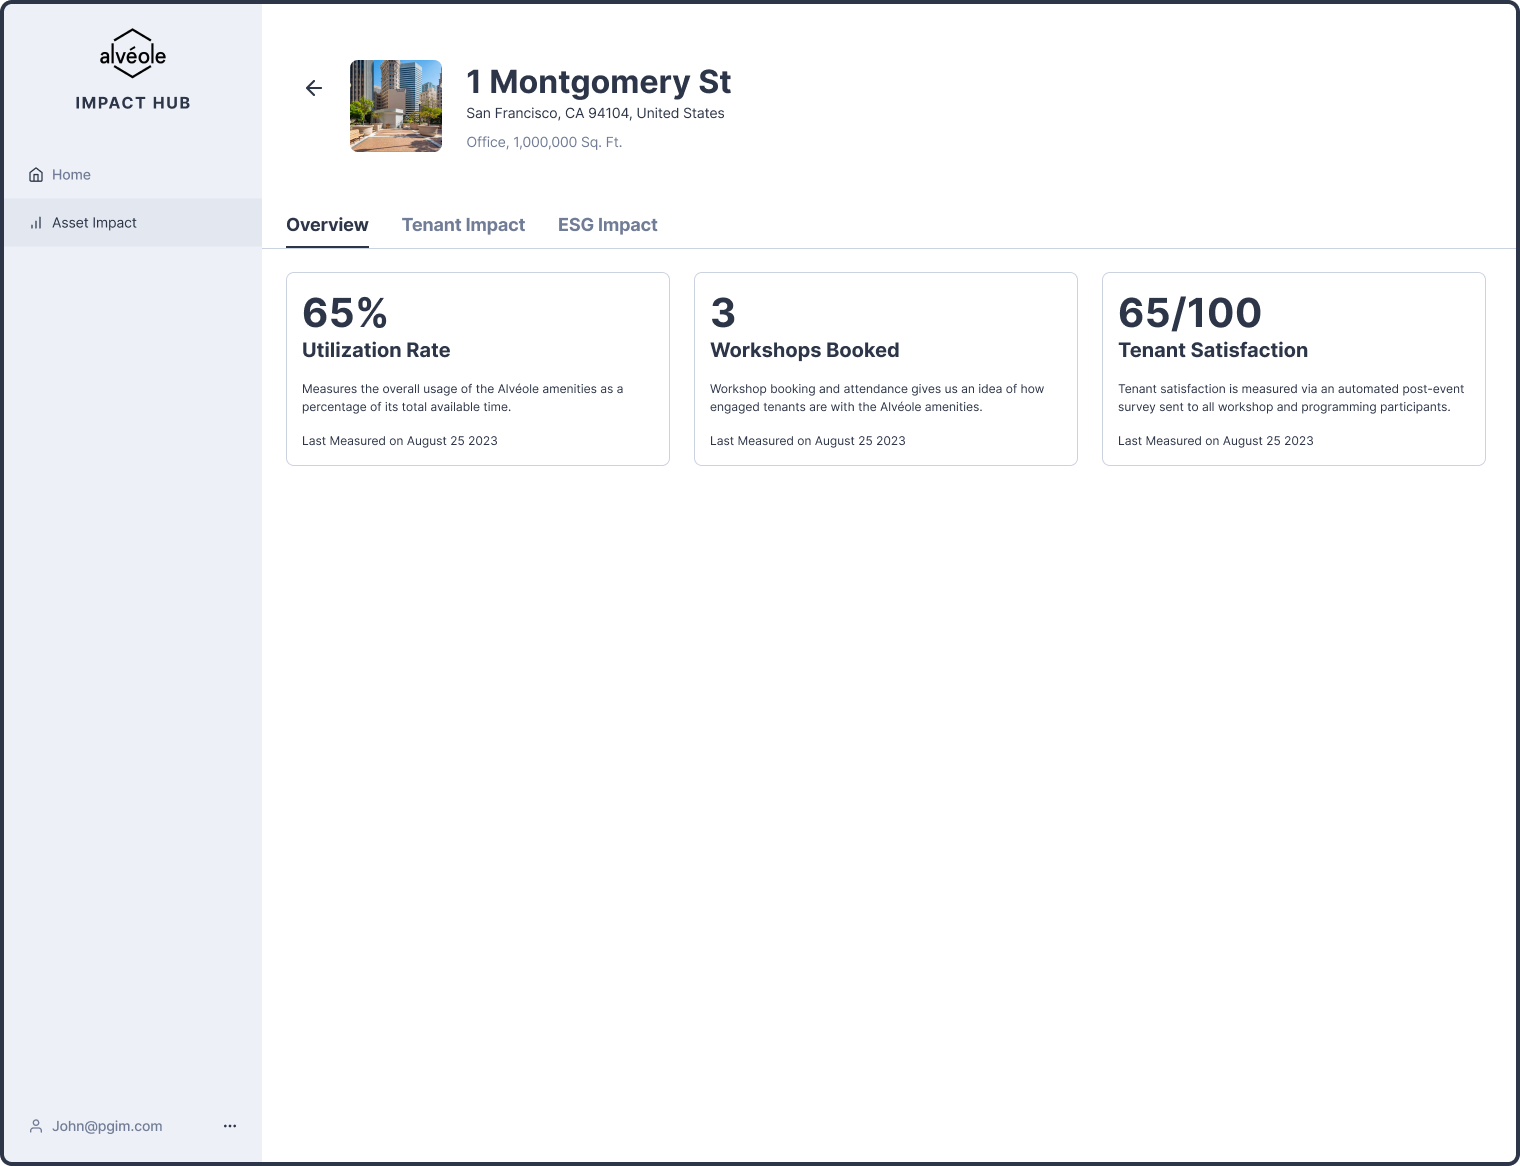 alvéole
IMPACT HUB
Home
Asset Impact
1 Montgomery St
San Francisco, CA 94104, United States
Office, 1,000,000 Sq. Ft.
Overview
Tenant Impact
ESG Impact
65%
Utilization Rate
Measures the overall usage of the Alvéole amenities as a
percentage of its total available time.
Last Measured on August 25 2023
3
Workshops Booked
Workshop booking and attendance gives us an idea of how
engaged tenants are with the Alvéole amenities.
Last Measured on August 25 2023
65/100
Tenant Satisfaction
Tenant satisfaction is measured via an automated post-event
survey sent to all workshop and programming participants.
Last Measured on August 25 2023
John@pgim.com